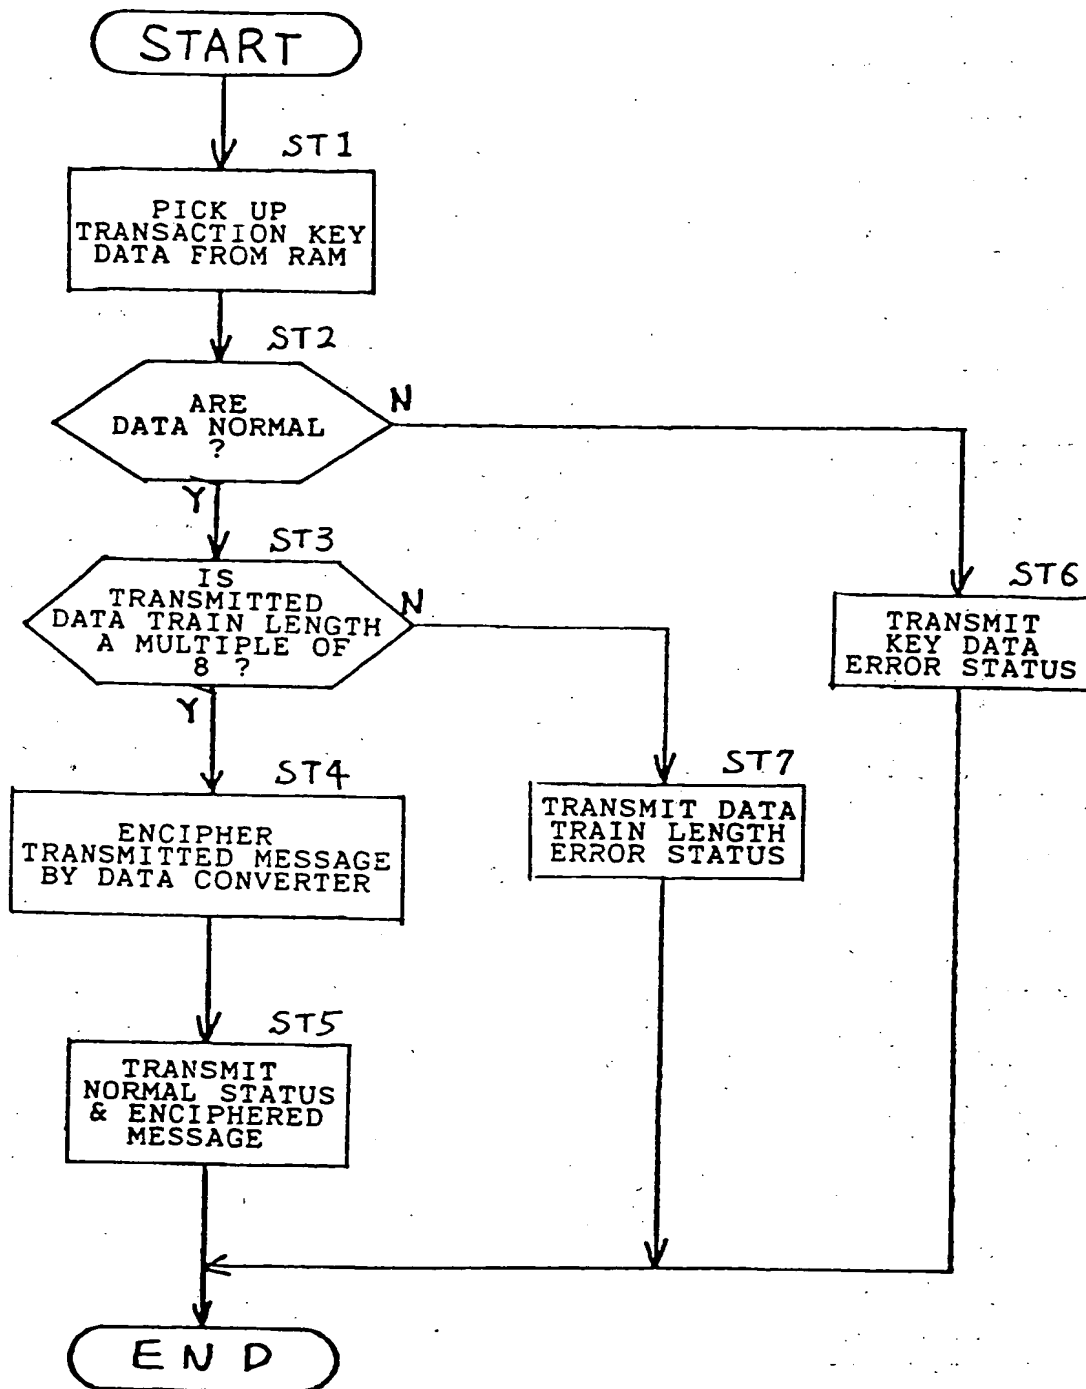 START
ST1
PICK UP
TRANSACTION KEY
DATA FROM RAM
ST2
ARE
DATA NORMAL
?
N
Y
ST3
IS
TRANSMITTED
DATA TRAIN LENGTH
A MULTIPLE OF
8 ?
N
Y
ST6
TRANSMIT
KEY DATA
ERROR STATUS
ST4
ENCIPHER
TRANSMITTED MESSAGE
BY DATA CONVERTER
ST7
TRANSMIT DATA
TRAIN LENGTH
ERROR STATUS
ST5
TRANSMIT
NORMAL STATUS
& ENCIPHERED
MESSAGE
END